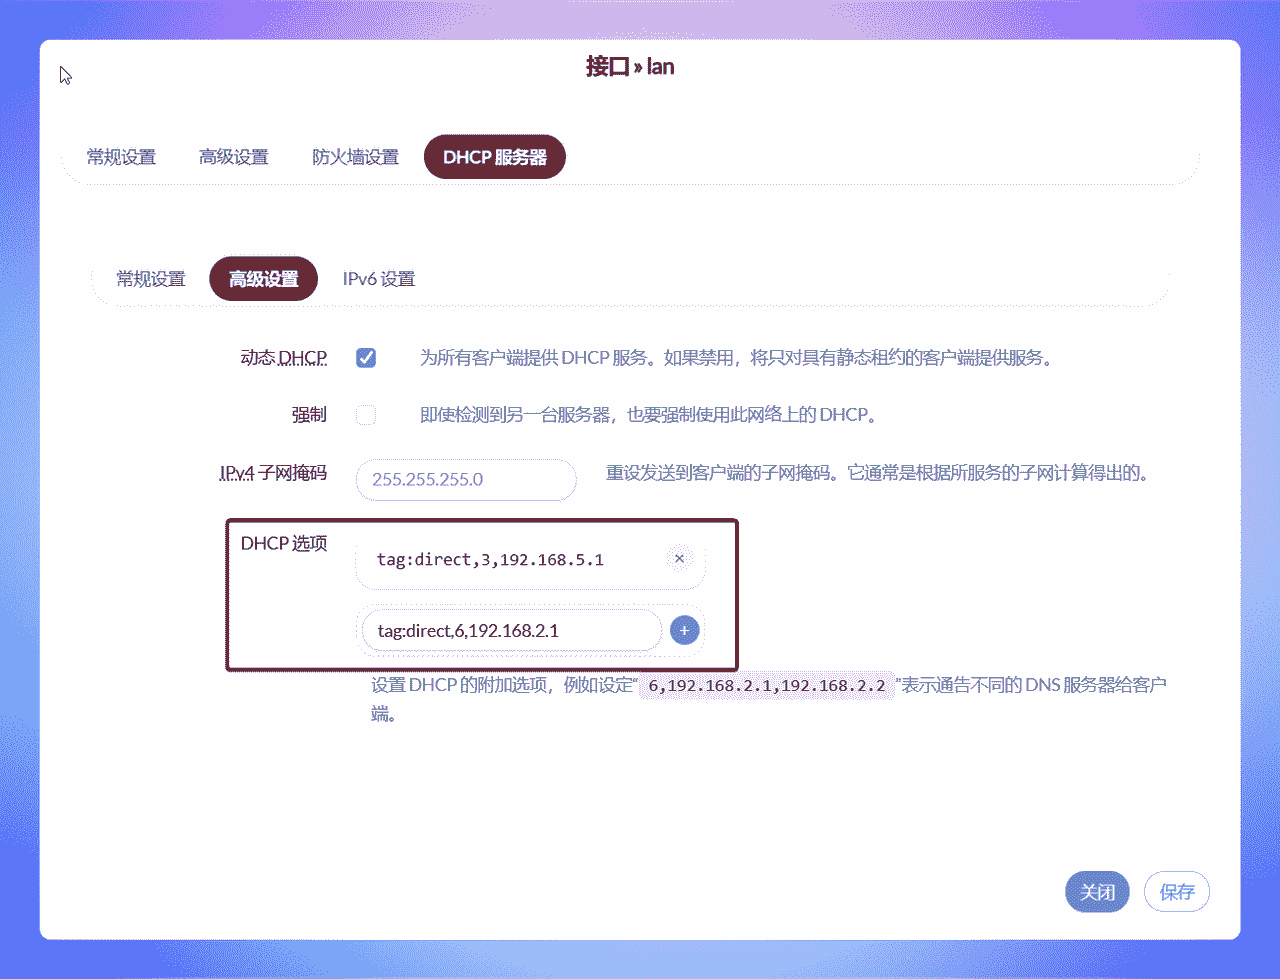 接口 » lan
常规设置 高级设置 防火墙设置 DHCP 服务器
常规设置 高级设置 IPv6 设置
动态 DHCP 为所有客户端提供 DHCP 服务。如果禁用，将只对具有静态租约的客户端提供服务。
强制 即使检测到另一台服务器，也要强制使用此网络上的 DHCP。
IPv4 子网掩码 255.255.255.0 重设发送到客户端的子网掩码。它通常是根据所服务的子网计算得出的。
DHCP 选项 tag:direct,3,192.168.5.1 ×
tag:direct,6,192.168.2.1 +
设置 DHCP 的附加选项，例如设定“6,192.168.2.1,192.168.2.2”表示通告不同的 DNS 服务器给客户
端。
关闭 保存